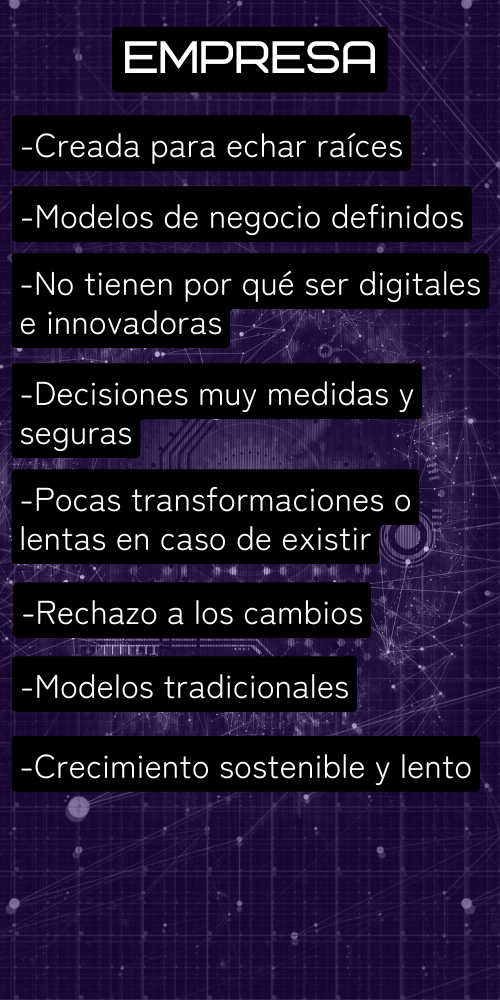 EMPRESA
-Creada para echar raíces
-Modelos de negocio definidos
-No tienen por qué ser digitales
e innovadoras
-Decisiones muy medidas y
seguras
-Pocas transformaciones o
lentas en caso de existir
-Rechazo a los cambios
-Modelos tradicionales
-Crecimiento sostenible y lento